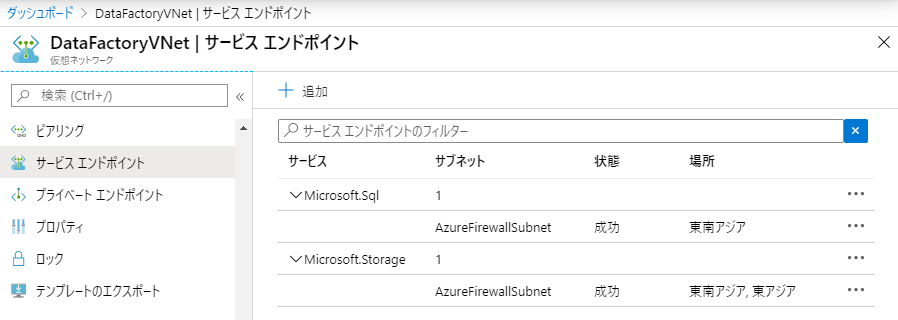 ダッシュボード > DataFactoryVNet | サービス エンドポイント
DataFactoryVNet | サービス エンドポイント
仮想ネットワーク
検索 (Ctrl+/)
«
ピアリング
サービス エンドポイント
プライベート エンドポイント
プロパティ
ロック
テンプレートのエクスポート
+ 追加
サービス エンドポイントのフィルター
サービス サブネット 状態 場所
Microsoft.Sql 1 •••
AzureFirewallSubnet 成功 東南アジア •••
Microsoft.Storage 1 •••
AzureFirewallSubnet 成功 東南アジア, 東アジア •••